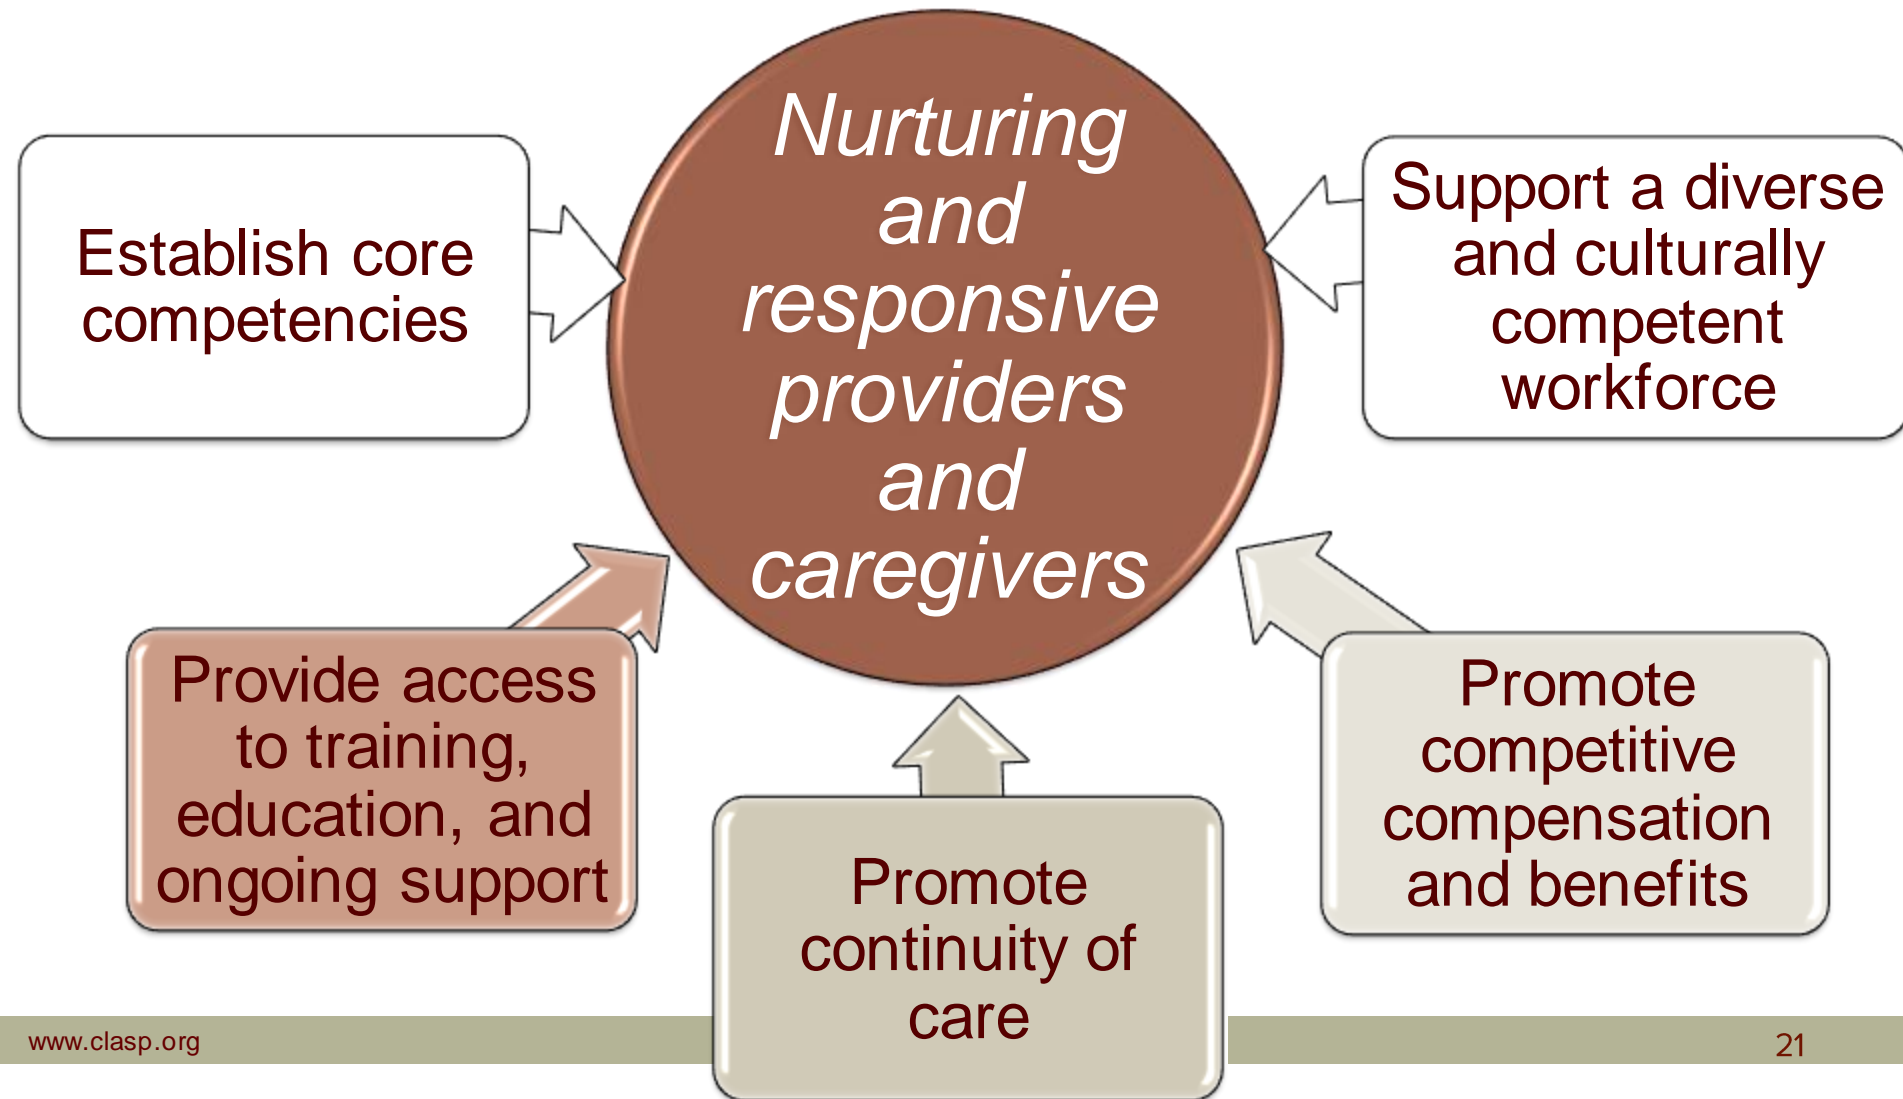 Nurturing
and
responsive
providers
and
caregivers
Establish core
competencies
Support a diverse
and culturally
competent
workforce
Provide access
to training,
education, and
ongoing support
Promote
continuity of
care
Promote
competitive
compensation
and benefits
www.clasp.org
21